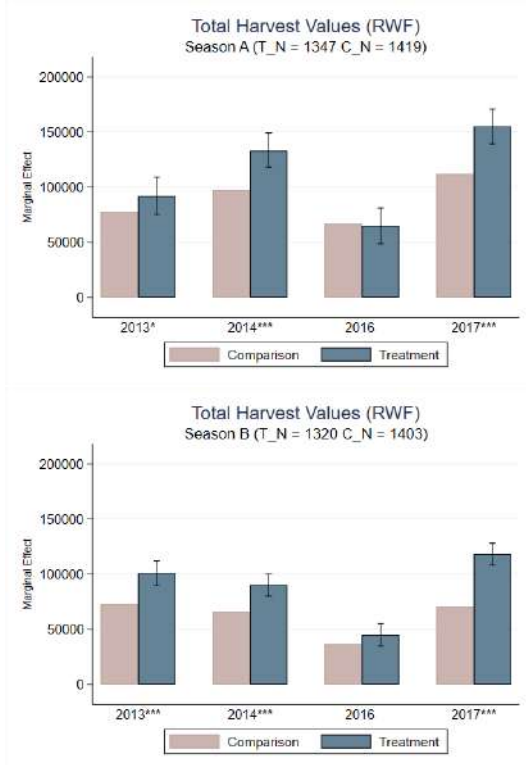 Total Harvest Values (RWF)
Season A (T_N = 1347 C_N = 1419)
200000
150000
100000
50000
0
Marginal Effect
2013* 2014*** 2016 2017***
Comparison Treatment
Total Harvest Values (RWF)
Season B (T_N = 1320 C_N = 1403)
200000
150000
100000
50000
0
Marginal Effect
2013*** 2014*** 2016 2017***
Comparison Treatment